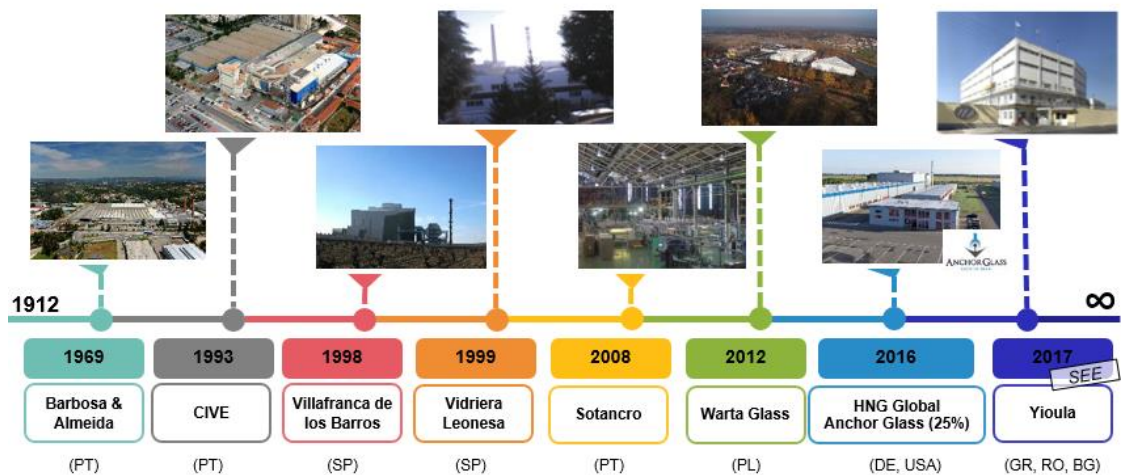 ANCHOR GLASS
1912
∞
1969
1993
1998
1999
2008
2012
2016
2017
SEE
Barbosa &
Almeida
CIVE
Villafranca de
los Barros
Vidriera
Leonesa
Sotancro
Warta Glass
HNG Global
Anchor Glass (25%)
Yioula
(PT)
(PT)
(SP)
(SP)
(PT)
(PL)
(DE, USA)
(GR, RO, BG)